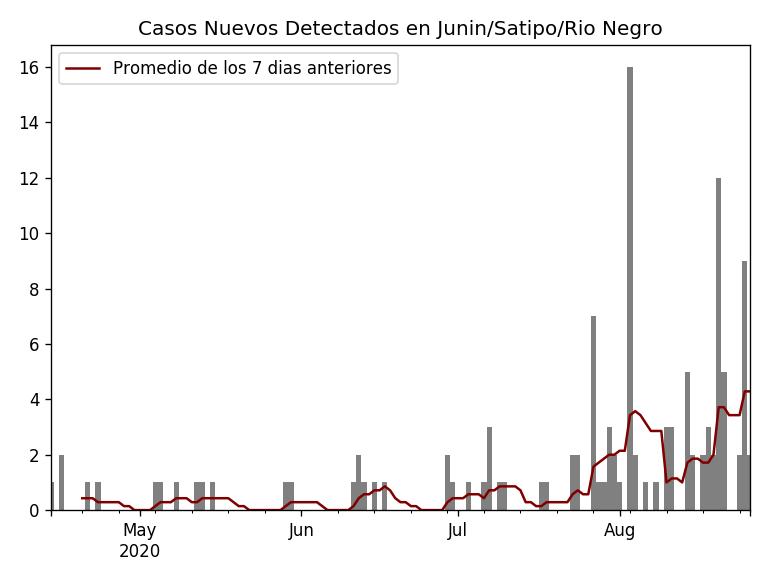 Casos Nuevos Detectados en Junin/Satipo/Rio Negro
Promedio de los 7 dias anteriores
16
14
12
10
8
6
4
2
0
May
2020
Jun
Jul
Aug